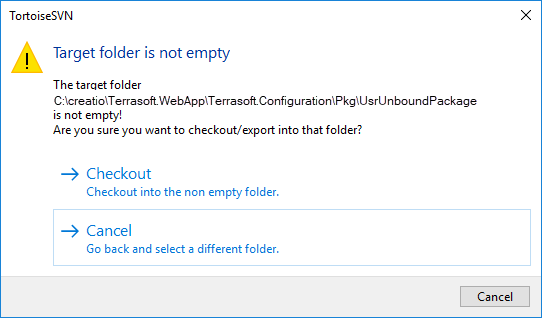 TortoiseSVN
Target folder is not empty
The target folder
C:\creatio\Terrasoft.WebApp\Terrasoft.Configuration\Pkg\UsrUnboundPackage
is not empty!
Are you sure you want to checkout/export into that folder?
Checkout
Checkout into the non empty folder.
Cancel
Go back and select a different folder.
Cancel